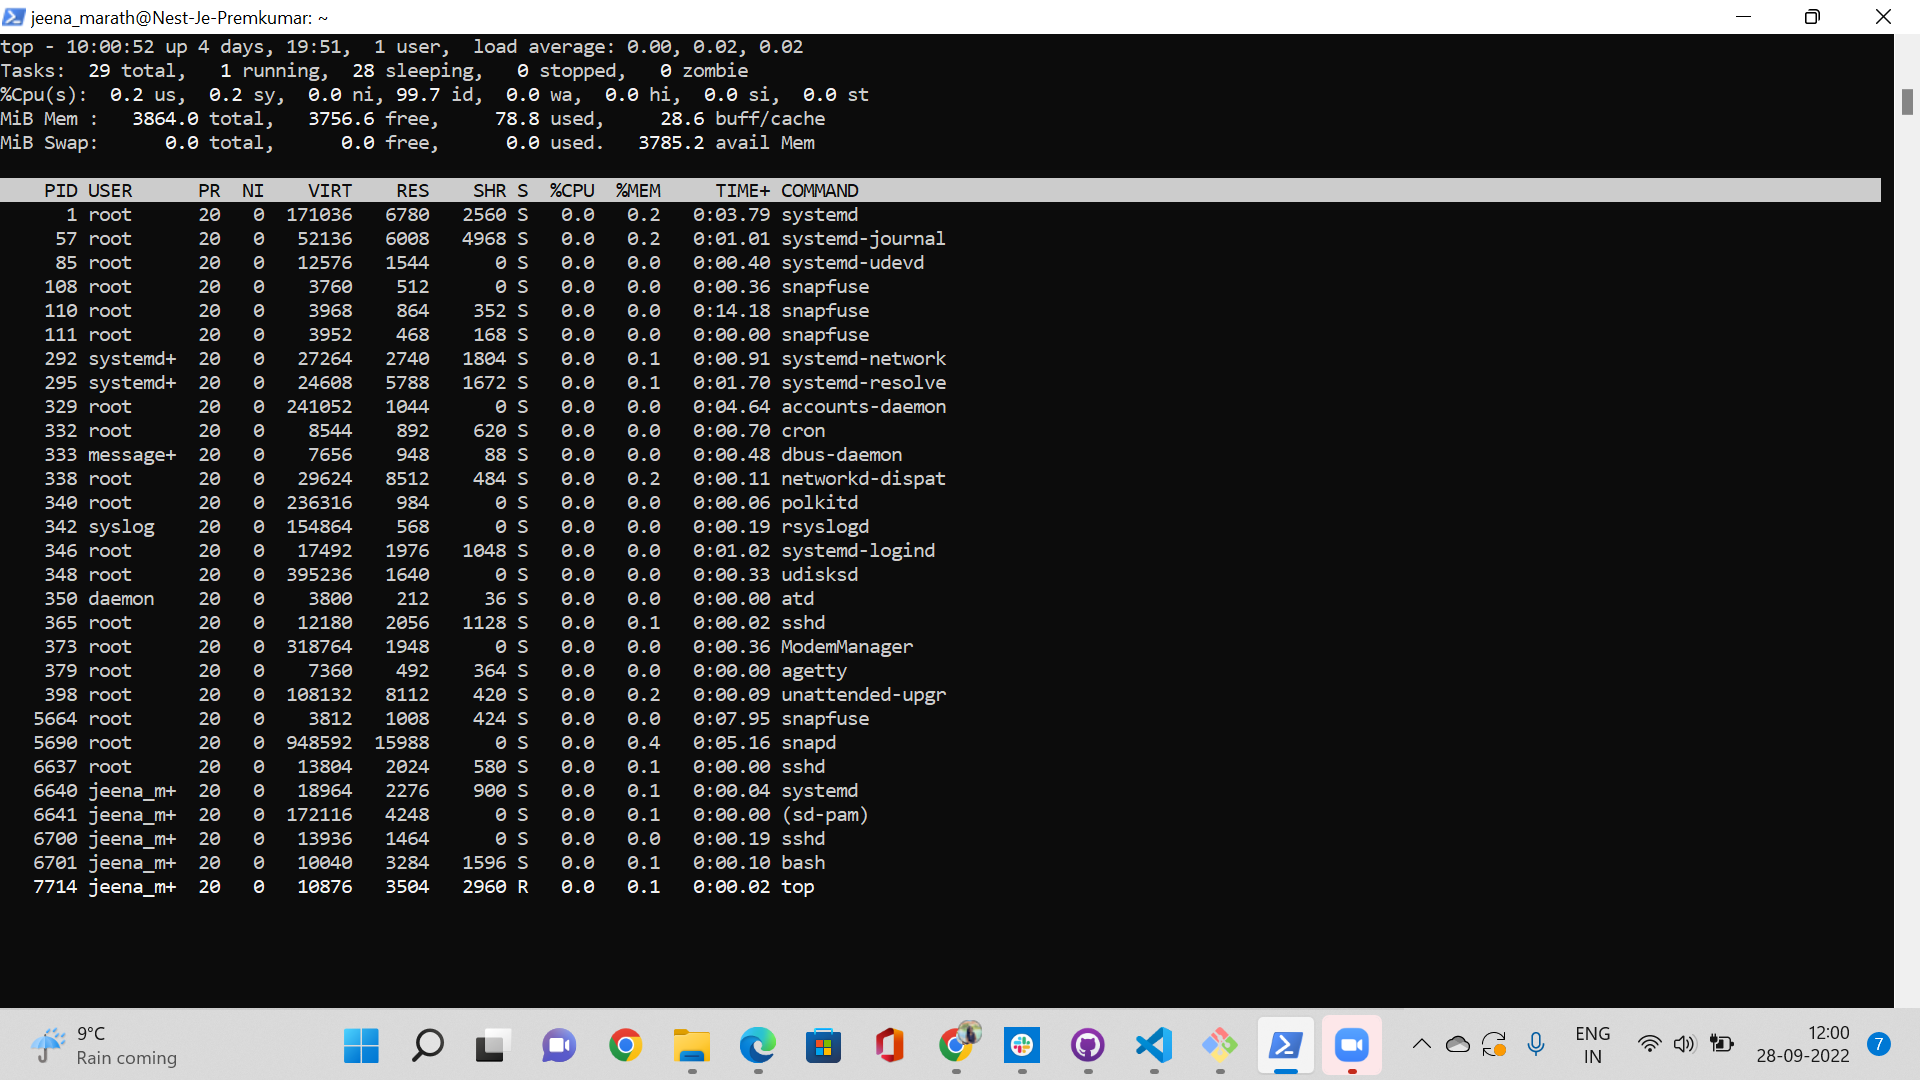 jeena_marath@Nest-Je-Premkumar: ~
top - 10:00:52 up 4 days, 19:51,  1 user,  load average: 0.00, 0.02, 0.02
Tasks:  29 total,   1 running,  28 sleeping,   0 stopped,   0 zombie
%Cpu(s):  0.2 us,  0.2 sy,  0.0 ni, 99.7 id,  0.0 wa,  0.0 hi,  0.0 si,  0.0 st
MiB Mem :   3864.0 total,   3756.6 free,     78.8 used,     28.6 buff/cache
MiB Swap:      0.0 total,      0.0 free,      0.0 used.   3785.2 avail Mem
PID USER      PR  NI    VIRT    RES    SHR S  %CPU  %MEM     TIME+ COMMAND
1 root      20   0  171036   6780   2560 S   0.0   0.2   0:03.79 systemd
57 root      20   0   52136   6008   4968 S   0.0   0.2   0:01.01 systemd-journal
85 root      20   0   12576   1544      0 S   0.0   0.0   0:00.40 systemd-udevd
108 root      20   0    3760    512      0 S   0.0   0.0   0:00.36 snapfuse
110 root      20   0    3968    864    352 S   0.0   0.0   0:14.18 snapfuse
111 root      20   0    3952    468    168 S   0.0   0.0   0:00.00 snapfuse
292 systemd+  20   0   27264   2740   1804 S   0.0   0.1   0:00.91 systemd-network
295 systemd+  20   0   24608   5788   1672 S   0.0   0.1   0:01.70 systemd-resolve
329 root      20   0  241052   1044      0 S   0.0   0.0   0:04.64 accounts-daemon
332 root      20   0    8544    892    620 S   0.0   0.0   0:00.70 cron
333 message+  20   0    7656    948     88 S   0.0   0.0   0:00.48 dbus-daemon
338 root      20   0   29624   8512    484 S   0.0   0.2   0:00.11 networkd-dispat
340 root      20   0  236316    984      0 S   0.0   0.0   0:00.06 polkitd
342 syslog    20   0  154864    568      0 S   0.0   0.0   0:00.19 rsyslogd
346 root      20   0   17492   1976   1048 S   0.0   0.0   0:01.02 systemd-logind
348 root      20   0  395236   1640      0 S   0.0   0.0   0:00.33 udisksd
350 daemon    20   0    3800    212     36 S   0.0   0.0   0:00.00 atd
365 root      20   0   12180   2056   1128 S   0.0   0.1   0:00.02 sshd
373 root      20   0  318764   1948      0 S   0.0   0.0   0:00.36 ModemManager
379 root      20   0    7360    492    364 S   0.0   0.0   0:00.00 agetty
398 root      20   0  108132   8112    420 S   0.0   0.2   0:00.09 unattended-upgr
5664 root      20   0    3812   1008    424 S   0.0   0.0   0:07.95 snapfuse
5690 root      20   0  948592  15988      0 S   0.0   0.4   0:05.16 snapd
6637 root      20   0   13804   2024    580 S   0.0   0.1   0:00.00 sshd
6640 jeena_m+  20   0   18964   2276    900 S   0.0   0.1   0:00.04 systemd
6641 jeena_m+  20   0  172116   4248      0 S   0.0   0.1   0:00.00 (sd-pam)
6700 jeena_m+  20   0   13936   1464      0 S   0.0   0.0   0:00.19 sshd
6701 jeena_m+  20   0   10040   3284   1596 S   0.0   0.1   0:00.10 bash
7714 jeena_m+  20   0   10876   3504   2960 R   0.0   0.1   0:00.02 top
9°C
Rain coming
ENG
IN
12:00
28-09-2022
7